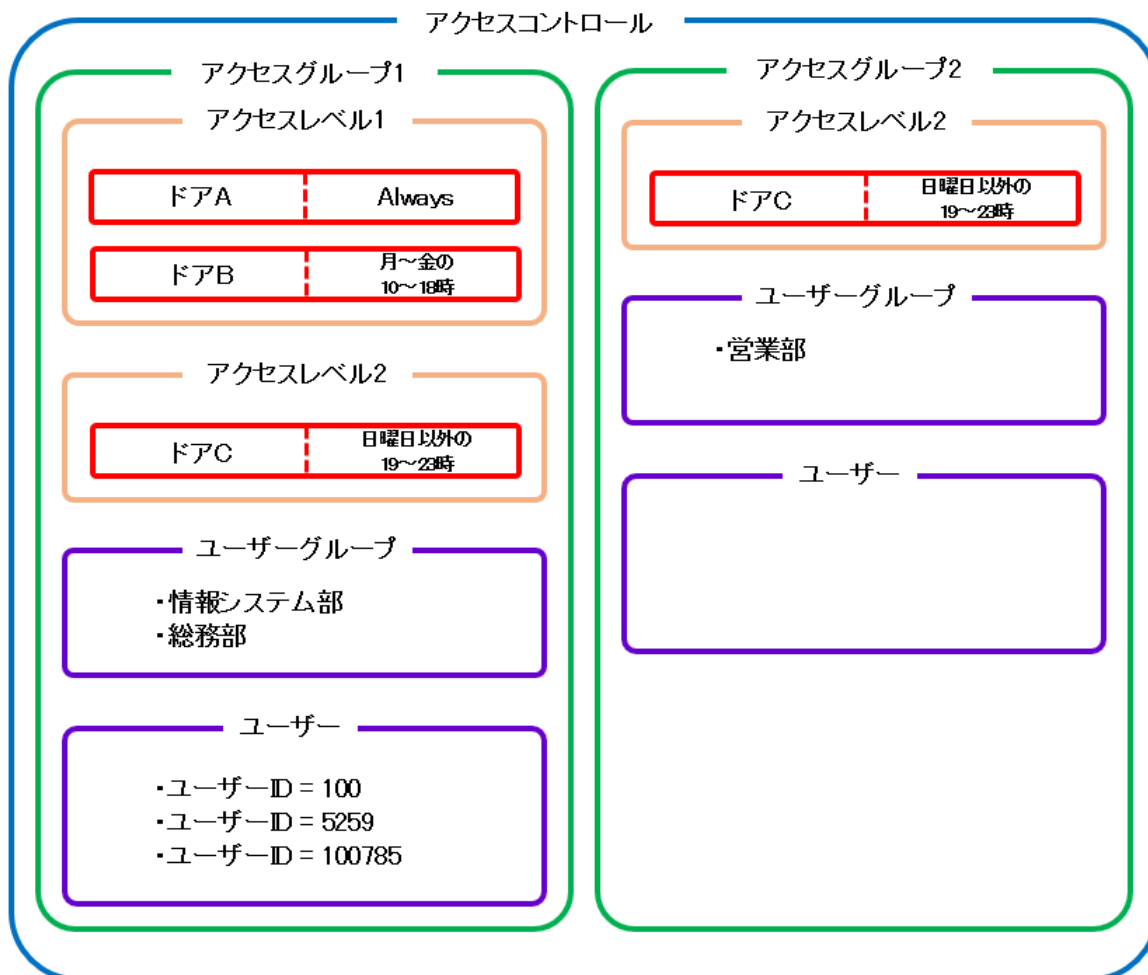 アクセスコントロール
アクセスグループ1
アクセスレベル1
ドアA
Always
ドアB
月～金の
10～18時
アクセスレベル2
ドアC
日曜日以外の
19～23時
ユーザーグループ
・情報システム部
・総務部
ユーザー
・ユーザーID = 100
・ユーザーID = 5259
・ユーザーID = 100785
アクセスグループ2
アクセスレベル2
ドアC
日曜日以外の
19～23時
ユーザーグループ
・営業部
ユーザー